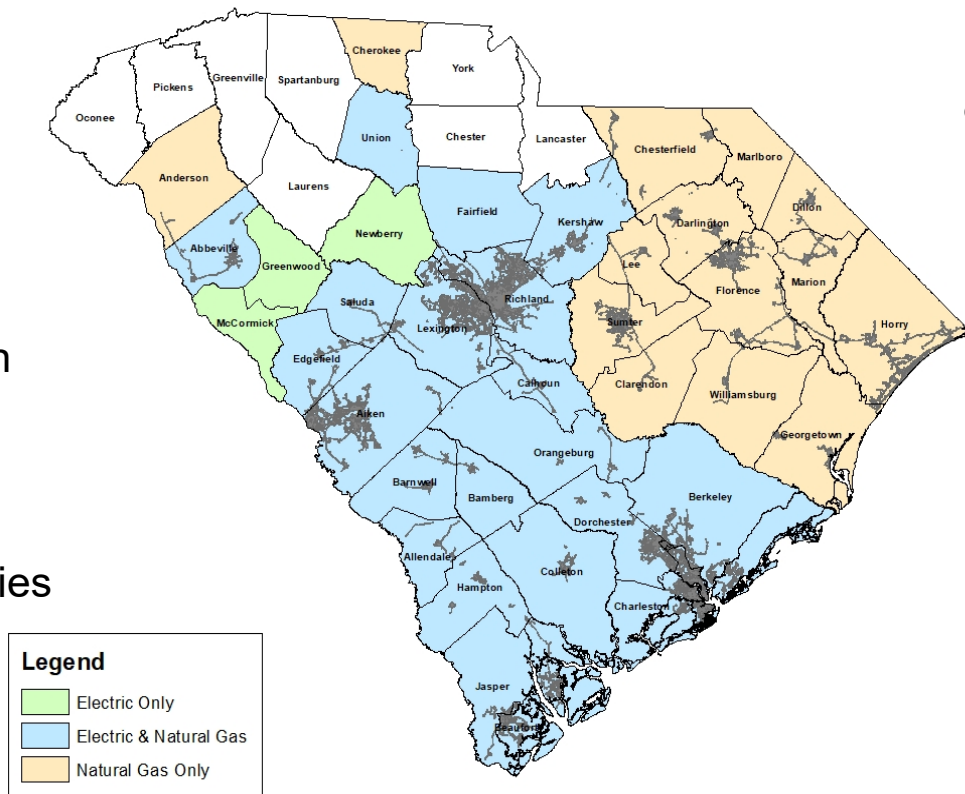 Cherokee
York
Greenville
Spartanburg
Pickens
Oconee
Union
Chester
Lancaster
Chesterfield
Marlboro
Anderson
Laurens
Fairfield
Kershaw
Darlington
Dillon
Abbeville
Newberry
Greenwood
Lee
Marion
Richland
Florence
Saluda
McCormick
Lexington
Sumter
Horry
Edgefield
Calhoun
Clarendon
Williamsburg
Aiken
Georgetown
Orangeburg
Barnwell
Bamberg
Berkeley
Dorchester
Allendale
Colleton
Hampton
Charleston
Jasper
Beaufort
n
ies
Legend
Electric Only
Electric & Natural Gas
Natural Gas Only